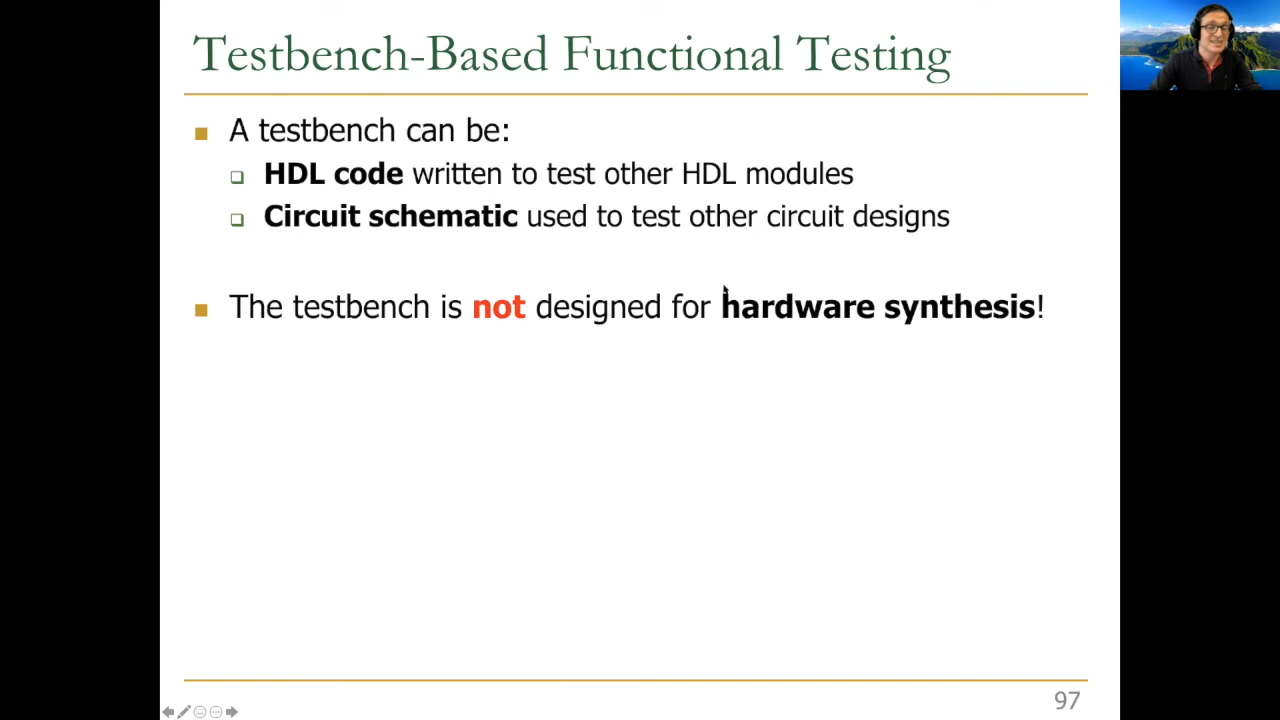 Testbench-Based Functional Testing
A testbench can be:
HDL code written to test other HDL modules
Circuit schematic used to test other circuit designs
The testbench is not designed for hardware synthesis!
97